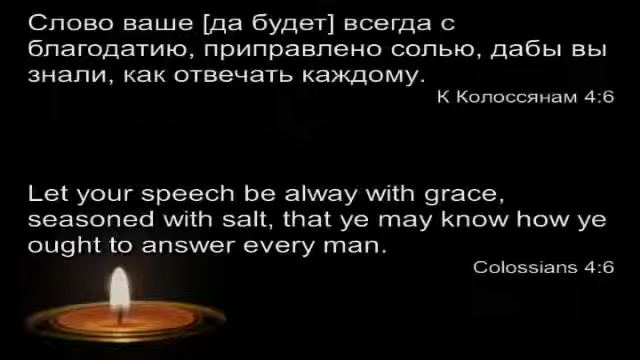 Слово ваше [да будет] всегда с
благодатию, приправлено солью, дабы вы
знали, как отвечать каждому.
К Колоссянам 4:6
Let your speech be alway with grace,
seasoned with salt, that ye may know how ye
ought to answer every man.
Colossians 4:6